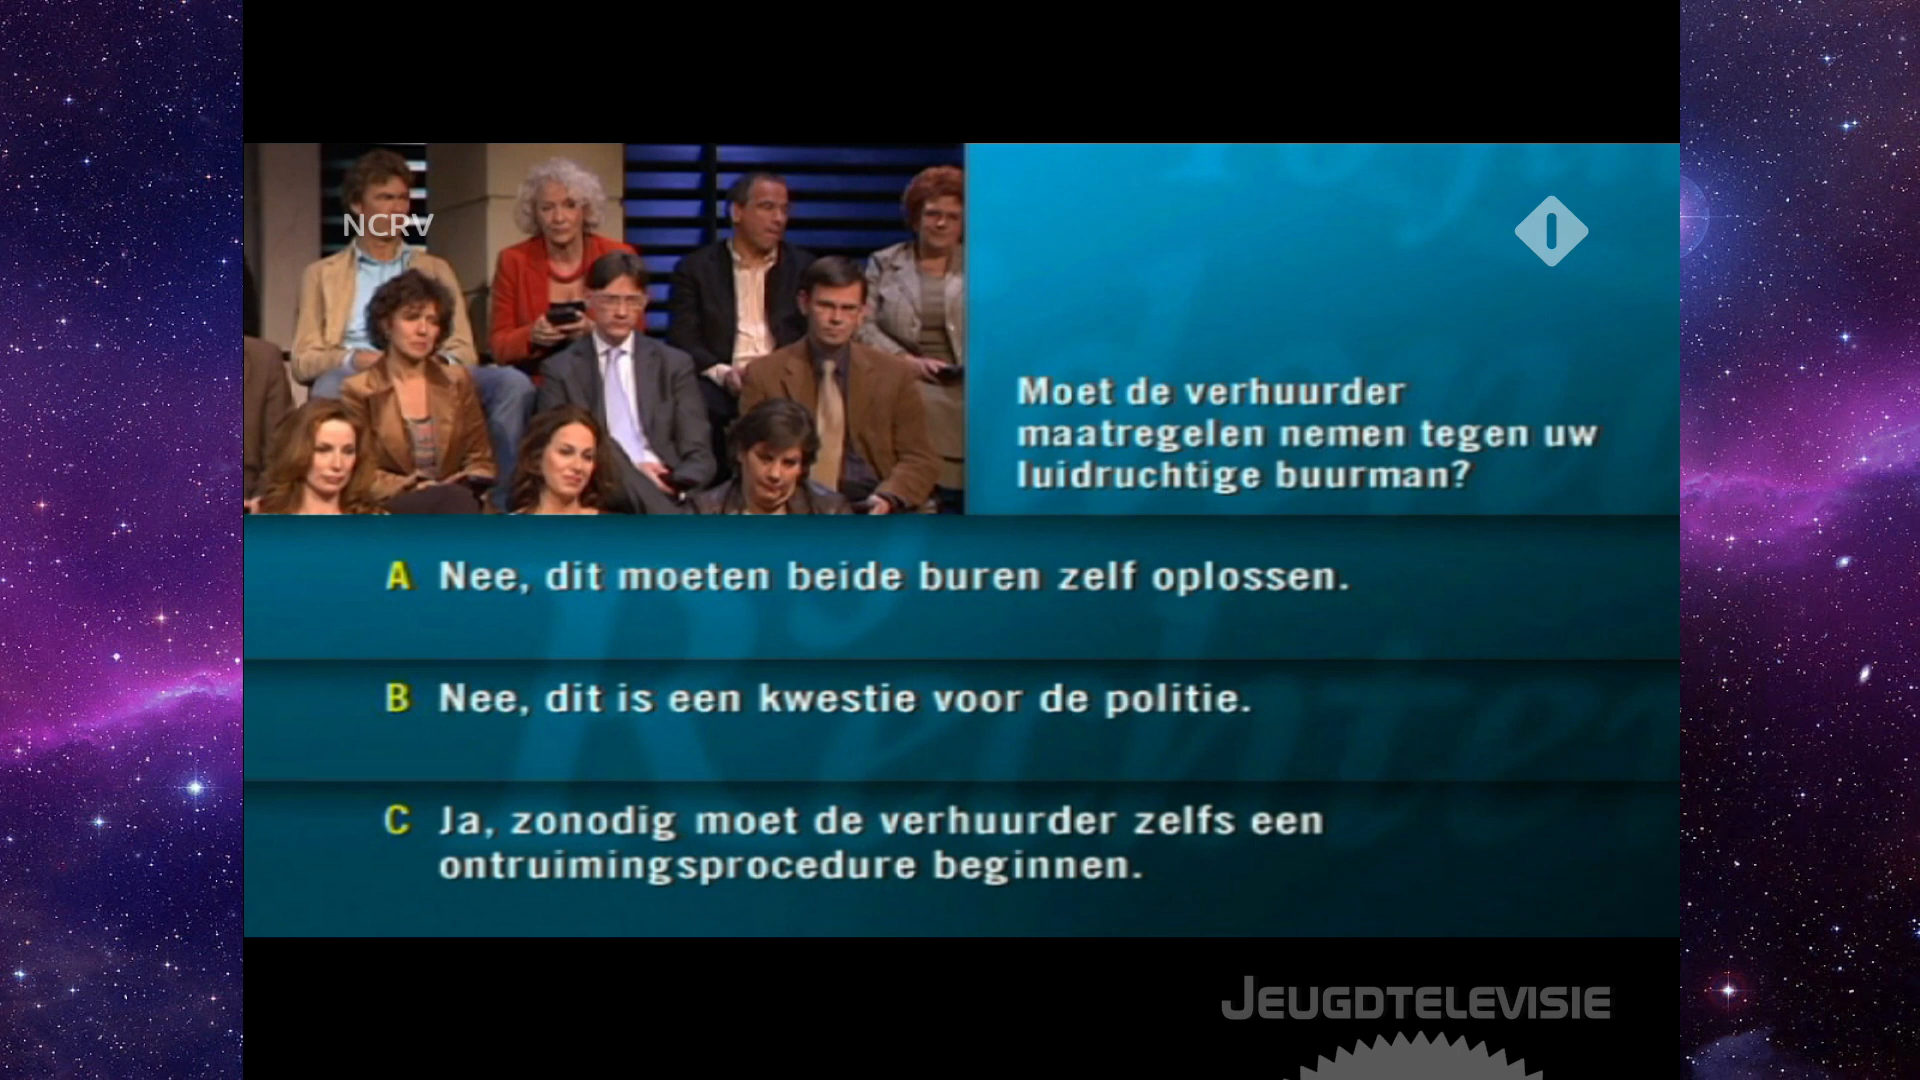 NCRV
Moet de verhuurder
maatregelen nemen tegen uw
luidruchtige buurman?
A Nee, dit moeten beide buren zelf oplossen.
B Nee, dit is een kwestie voor de politie.
C Ja, zonodig moet de verhuurder zelfs een
ontruimingsprocedure beginnen.
JEUGDTELEVISIE